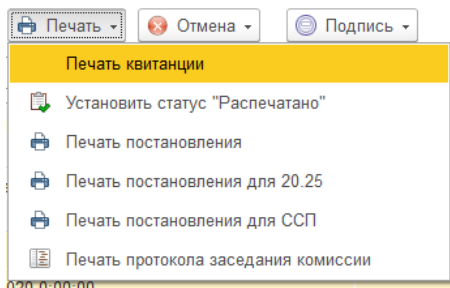 Печать Отмена Подпись
Печать квитанции
Установить статус "Распечатано"
Печать постановления
Печать постановления для 20.25
Печать постановления для ССП
Печать протокола заседания комиссии